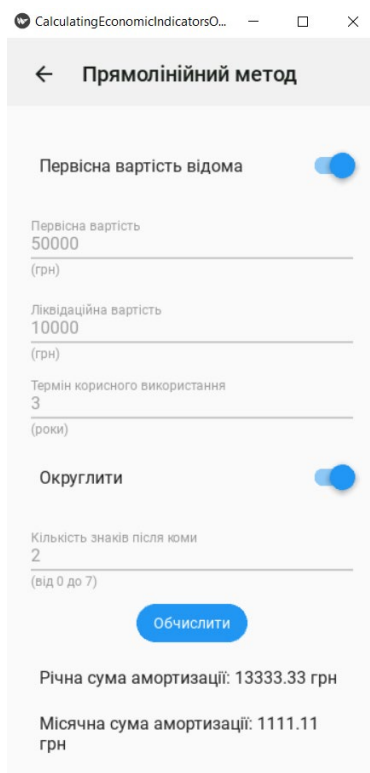 CalculatingEconomicIndicatorsO...
Прямолінійний метод
Первісна вартість відома
Первісна вартість
50000
(грн)
Ліквідаційна вартість
10000
(грн)
Термін корисного використання
3
(роки)
Округлити
Кількість знаків після коми
2
(від 0 до 7)
Обчислити
Річна сума амортизації: 13333.33 грн
Місячна сума амортизації: 1111.11
грн